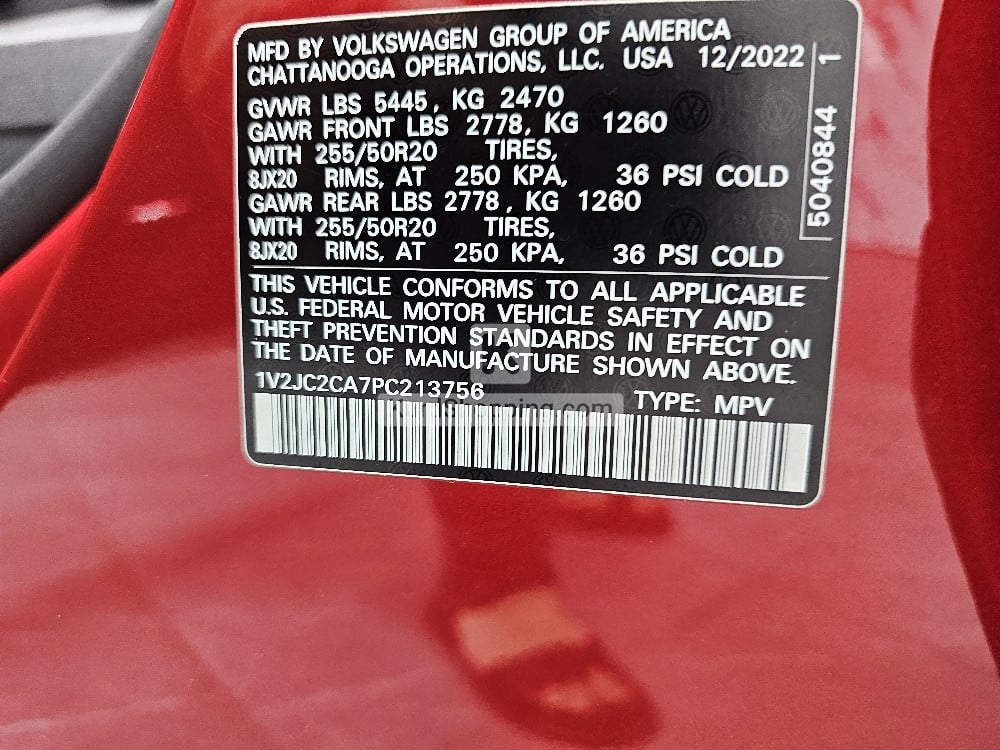 MFD BY VOLKSWAGEN GROUP OF AMERICA
CHATTANOOGA OPERATIONS, LLC. USA 12/2022
GVWR LBS 5445, KG 2470
GAWR FRONT LBS 2778, KG 1260
WITH 255/50R20 TIRES,
8JX20 RIMS, AT 250 KPA, 36 PSI COLD
GAWR REAR LBS 2778, KG 1260
WITH 255/50R20 TIRES,
8JX20 RIMS, AT 250 KPA, 36 PSI COLD
5040844 1
THIS VEHICLE CONFORMS TO ALL APPLICABLE
U.S. FEDERAL MOTOR VEHICLE SAFETY AND
THEFT PREVENTION STANDARDS IN EFFECT ON
THE DATE OF MANUFACTURE SHOWN ABOVE.
1V2JC2CA7PC213756 TYPE: MPV